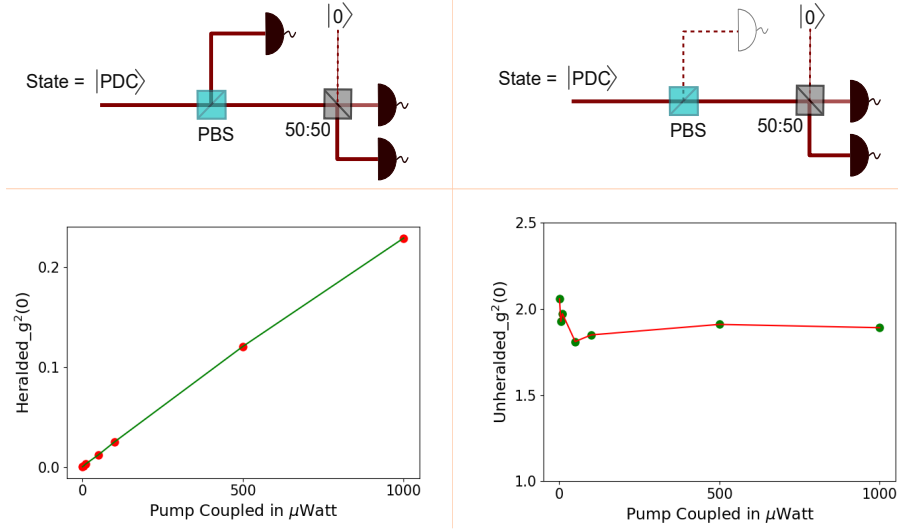 |0⟩
State = |PDC⟩
PBS
50:50
|0⟩
State = |PDC⟩
PBS
50:50
Heralded_g²(0)
0.2
0.1
0.0
0
500
1000
Pump Coupled in μWatt
Unheralded_g²(0)
2.5
2.0
1.5
1.0
0
500
1000
Pump Coupled in μWatt